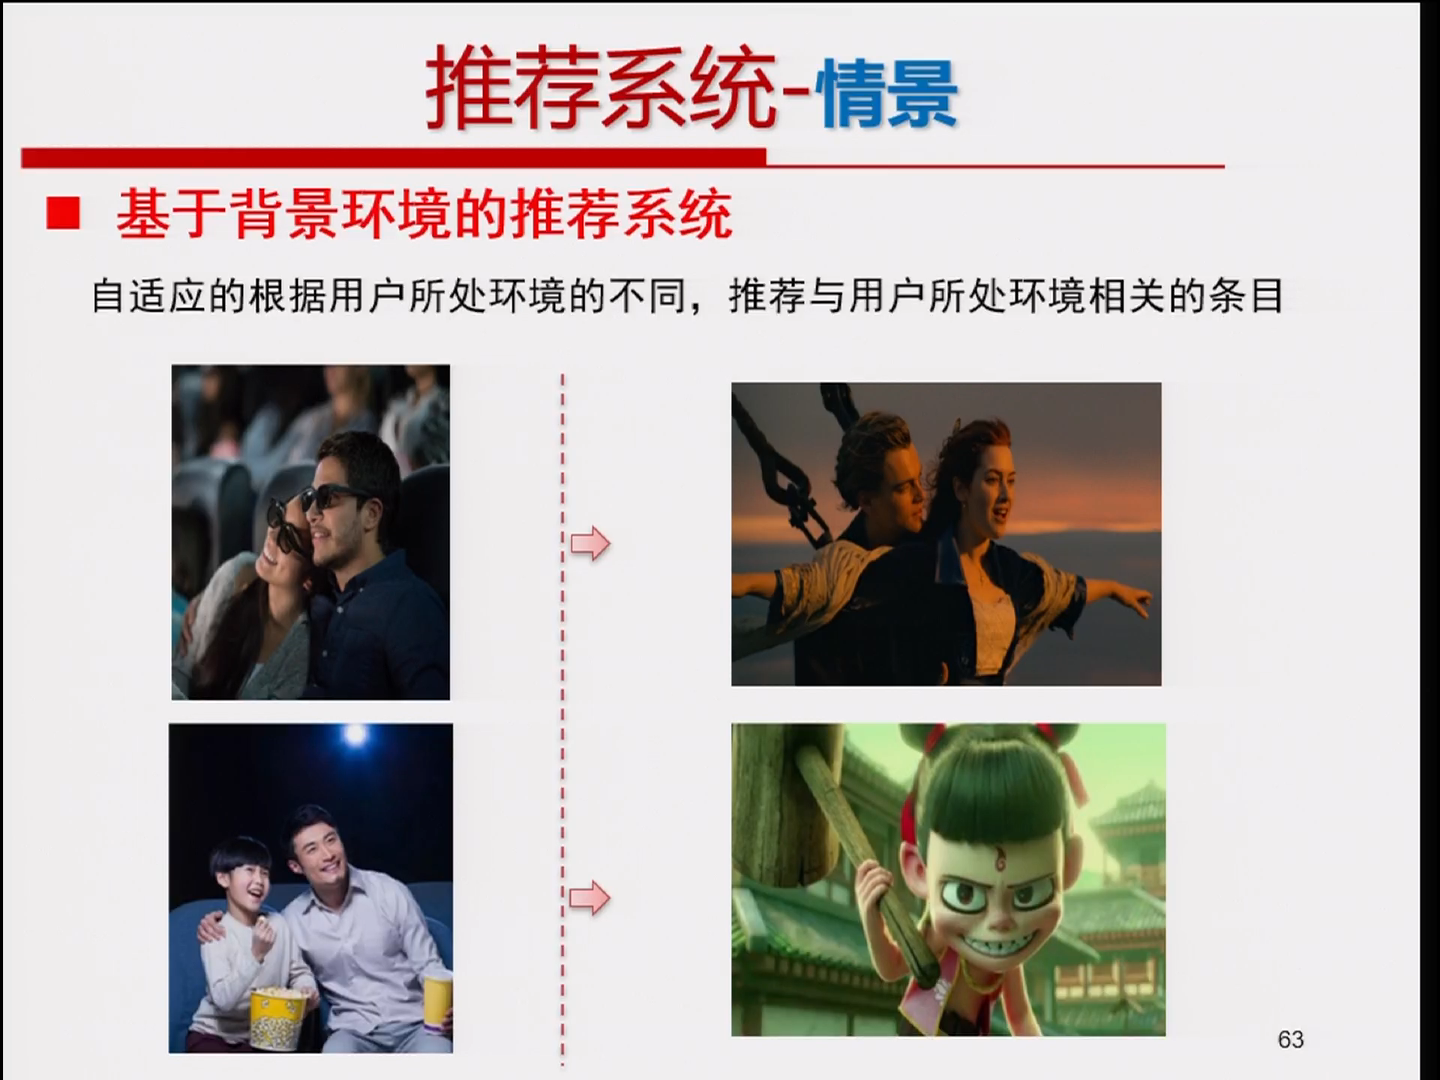 推荐系统-情景
基于背景环境的推荐系统
自适应的根据用户所处环境的不同，推荐与用户所处环境相关的条目
63